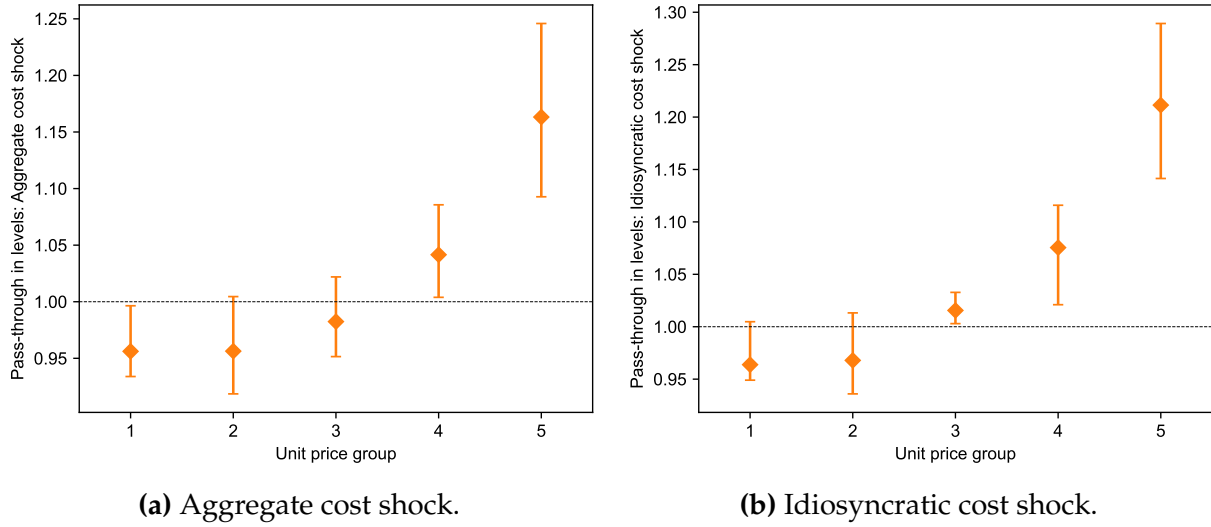 Pass-through in levels: Aggregate cost shock
1.25
1.20
1.15
1.10
1.05
1.00
0.95
1 2 3 4 5
Unit price group
(a) Aggregate cost shock.
Pass-through in levels: Idiosyncratic cost shock
1.30
1.25
1.20
1.15
1.10
1.05
1.00
0.95
1 2 3 4 5
Unit price group
(b) Idiosyncratic cost shock.